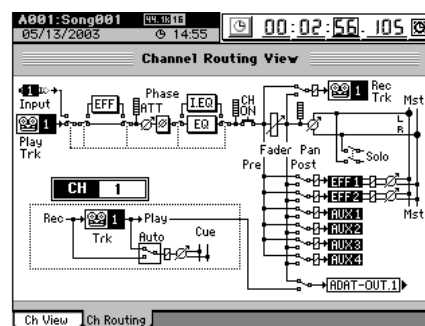 A001:Song001 44.1k 16
05/13/2003 14:55
00:02:56. 105
Channel Routing View
1
Input
EFF
Phase
ATT
I.EQ
EQ
CH
ON
1 Rec
Trk
Mst
L
R
1
Play
Trk
Fader Pan
Solo
Pre Post
CH 1
EFF1
EFF2
Mst
AUX1
AUX2
AUX3
AUX4
Rec 1 Play
Trk
Auto
Cue
ADAT-OUT.1
Ch View Ch Routing